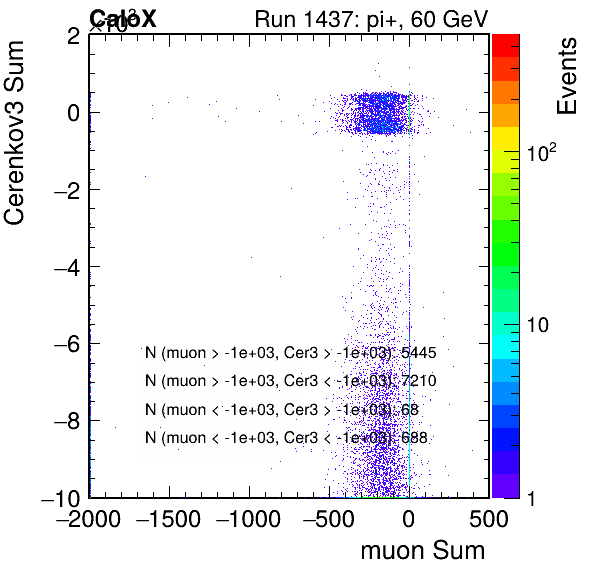 CaloX ×10³ Run 1437: pi+, 60 GeV
Cerenkov3 Sum
Events
2
0
−2
−4
−6
−8
−10
10²
10
1
N (muon > -1e+03, Cer3 > -1e+03): 5445
N (muon > -1e+03, Cer3 < -1e+03): 7210
N (muon < -1e+03, Cer3 > -1e+03): 68
N (muon < -1e+03, Cer3 < -1e+03): 688
−2000 −1500 −1000 −500 0 500
muon Sum